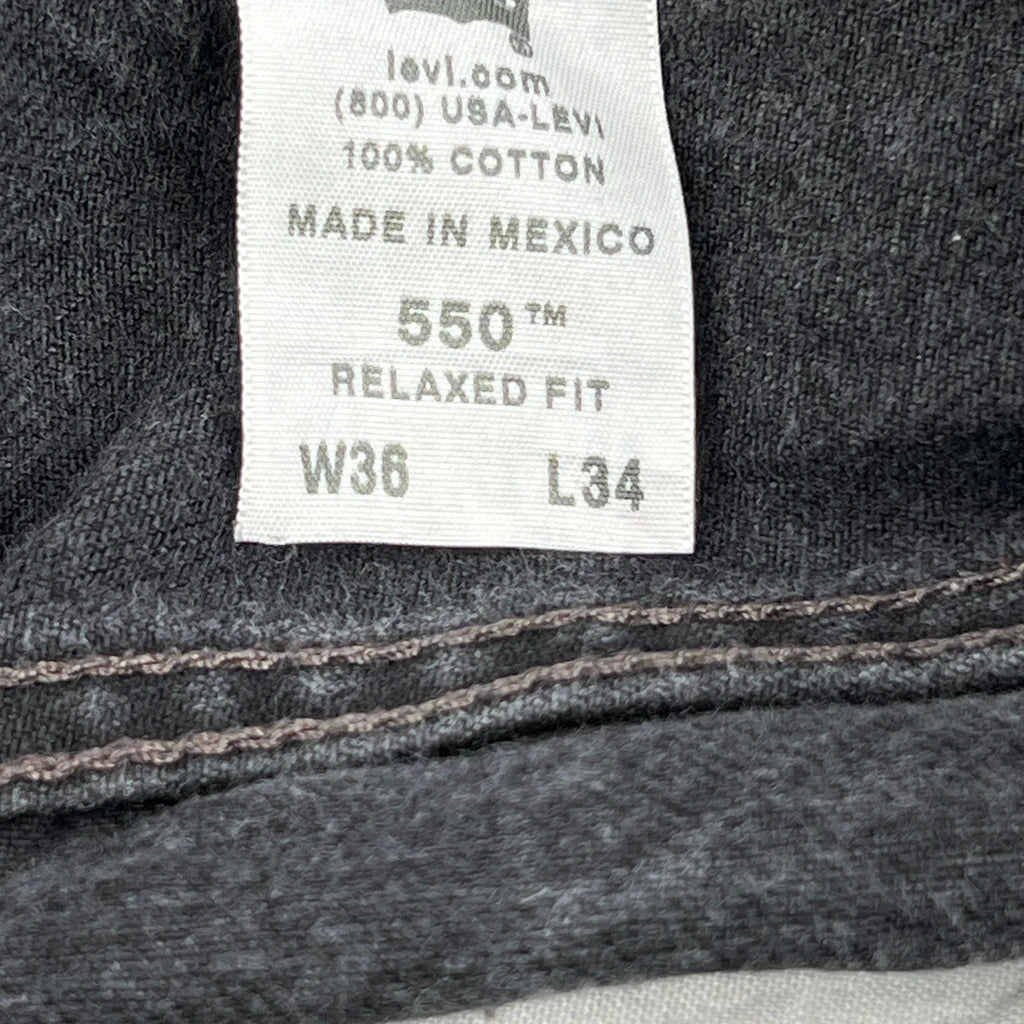 levi.com
(800) USA-LEVI
100% COTTON
MADE IN MEXICO
550™
RELAXED FIT
W36 L34